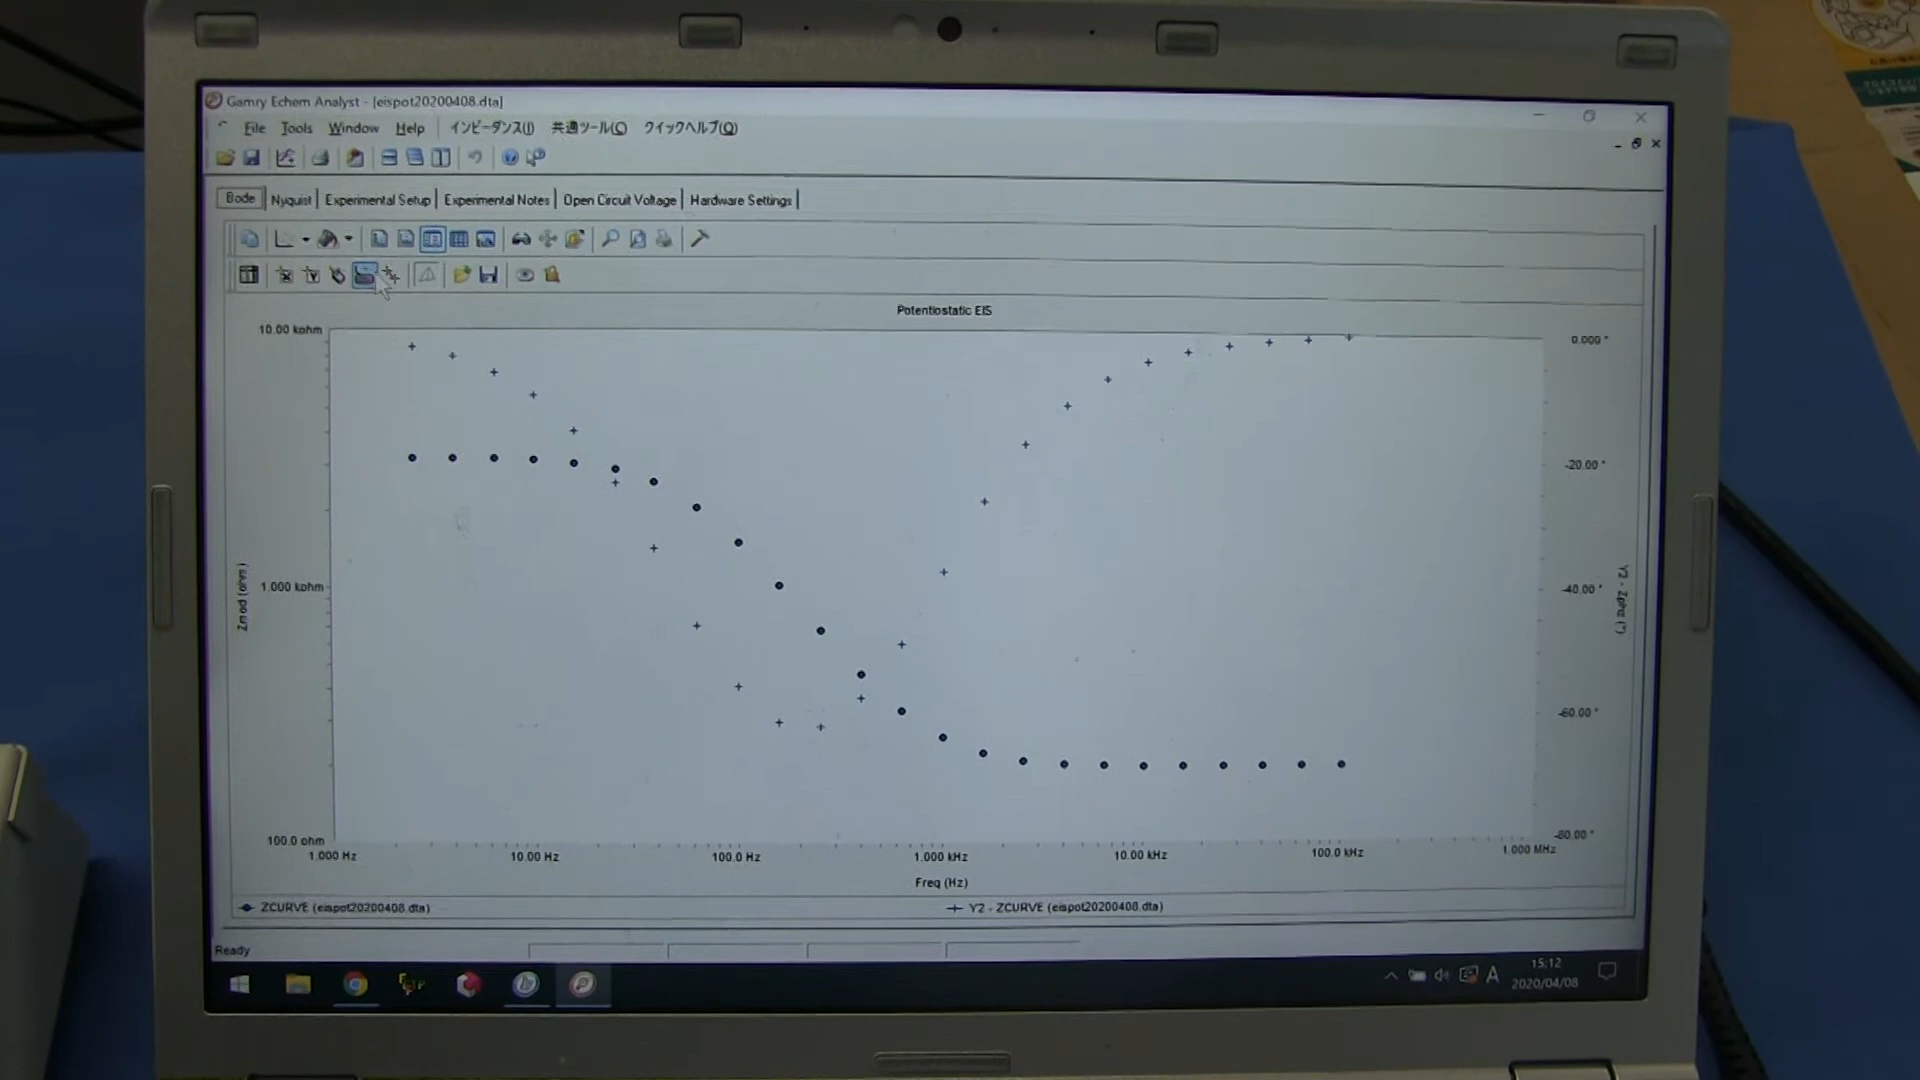 Gamry Echem Analyst - [eispot20200408.dta]
File Tools Window Help インピーダンス(I) 共通ツール(C) クイックヘルプ(Q)
Bode Nyquist Experimental Setup Experimental Notes Open Circuit Voltage Hardware Settings
Potentiostatic EIS
10.00 kohm
0.000 °
-20.00 °
1.000 kohm
-40.00 °
Zmod (ohm)
Y2 - Zphz (°)
-60.00 °
100.0 ohm
-80.00 °
1.000 Hz 10.00 Hz 100.0 Hz 1.000 kHz 10.00 kHz 100.0 kHz 1.000 MHz
Freq (Hz)
ZCURVE (eispot20200408.dta) Y2 - ZCURVE (eispot20200408.dta)
Ready
A
15:12
2020/04/08